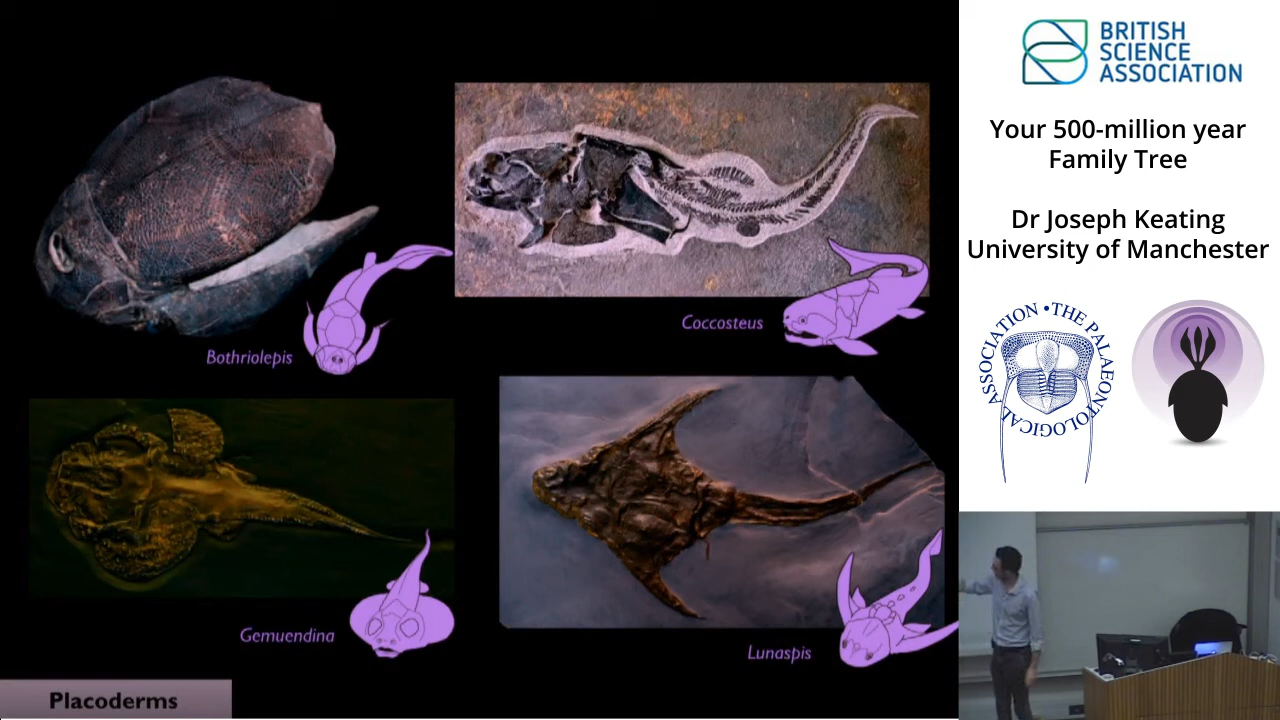 Bothriolepis
Coccosteus
Gemuendina
Lunaspis
Placoderms
BRITISH
SCIENCE
ASSOCIATION
Your 500-million year
Family Tree
Dr Joseph Keating
University of Manchester
THE PALAEONTOLOGICAL ASSOCIATION •